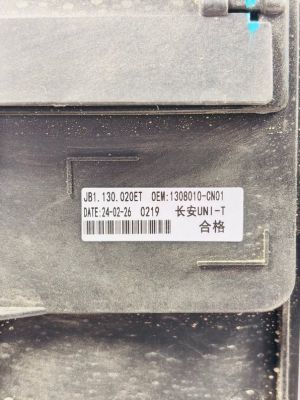 JB1.130.020ET OEM:1308010-CN01
DATE:24-02-26 0219 长安UNI-T
合格